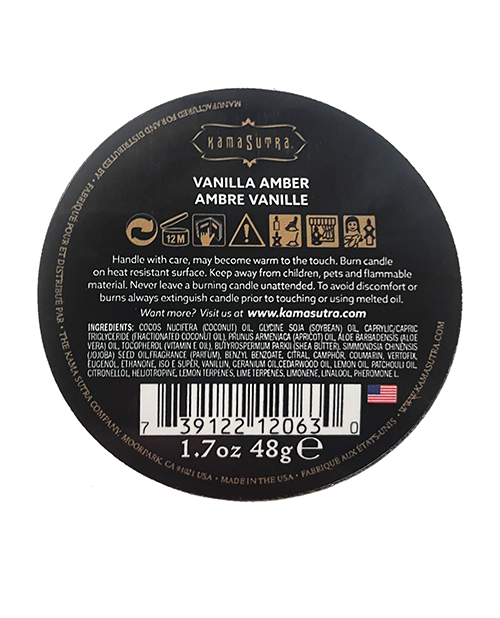 MANUFACTURED FOR AND DISTRIBUTED BY • FABRIQUÉ POUR ET DISTRIBUÉ PAR • THE KAMA SUTRA COMPANY, MOORPARK, CA 93021 USA • MADE IN THE USA • FABRIQUÉ AUX ÉTATS-UNIS • WWW.KAMASUTRA.COM
KAMASUTRA
VANILLA AMBER
AMBRE VANILLE
12M
Handle with care, may become warm to the touch. Burn candle
on heat resistant surface. Keep away from children, pets and flammable
material. Never leave a burning candle unattended. To avoid discomfort or
burns always extinguish candle prior to touching or using melted oil.
Want more? Visit us at www.kamasutra.com
INGREDIENTS: COCOS NUCIFERA (COCONUT) OIL, GLYCINE SOJA (SOYBEAN) OIL, CAPRYLIC/CAPRIC
TRIGLYCERIDE (FRACTIONATED COCONUT OIL), PRUNUS ARMENIACA (APRICOT) OIL, ALOE BARBADENSIS (ALOE
VERA) OIL, TOCOPHEROL (VITAMIN E OIL), BUTYROSPERMUM PARKII (SHEA BUTTER), SIMMONDSIA CHINENSIS
(JOJOBA) SEED OIL, FRAGRANCE (PARFUM), BENZYL BENZOATE, CITRAL, CAMPHOR, COUMARIN, VERTOFIX,
EUGENOL, ETHANONE, ISO E SUPER, VANILIN, GERANIUM OIL, CEDARWOOD OIL, LEMON OIL, PATCHOULI OIL,
CITRONELLOL, HELIOTROPINE, LEMON TERPENES, LIME TERPENES, LIMONENE, LINALOOL, PHEROMONE L.
7 39122 12063 0
1.7oz 48g℮